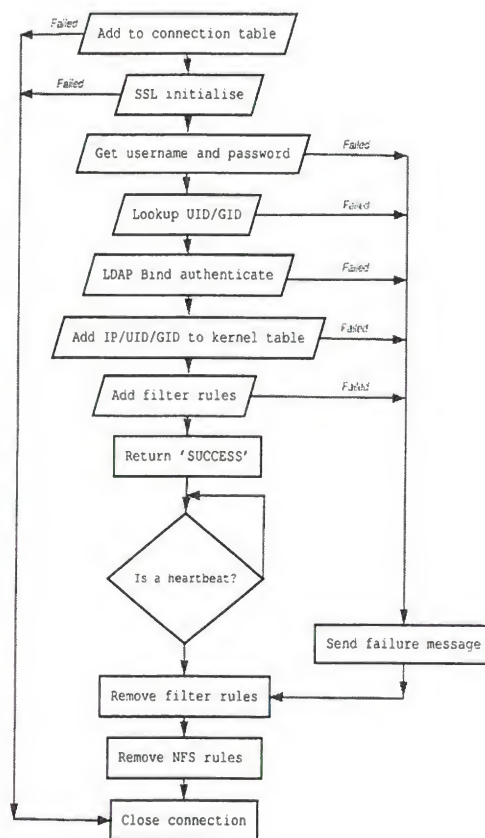 Failed
Add to connection table
Failed
SSL initialise
Get username and password
Failed
Lookup UID/GID
Failed
LDAP Bind authenticate
Failed
Add IP/UID/GID to kernel table
Failed
Add filter rules
Failed
Return ‘SUCCESS’
Is a heartbeat?
Send failure message
Remove filter rules
Remove NFS rules
Close connection